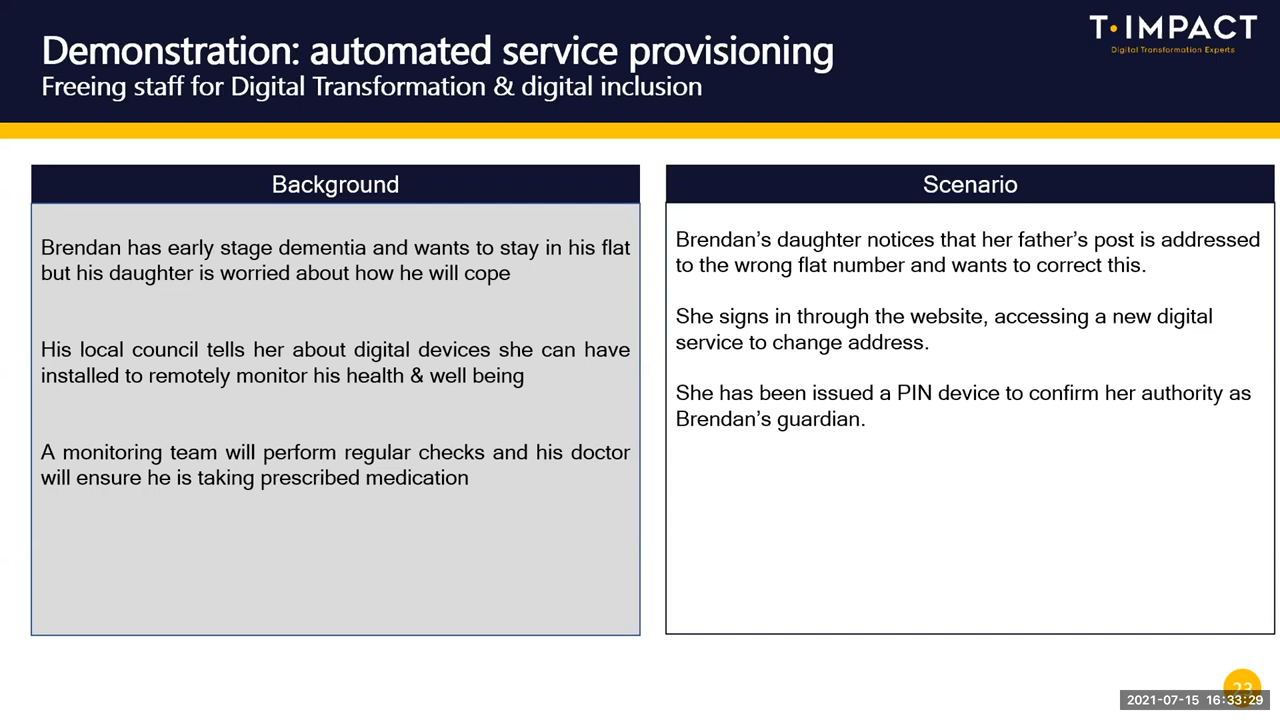 Demonstration: automated service provisioning
Freeing staff for Digital Transformation & digital inclusion
T·IMPACT
Digital Transformation Experts
Background
Brendan has early stage dementia and wants to stay in his flat
but his daughter is worried about how he will cope
His local council tells her about digital devices she can have
installed to remotely monitor his health & well being
A monitoring team will perform regular checks and his doctor
will ensure he is taking prescribed medication
Scenario
Brendan’s daughter notices that her father’s post is addressed
to the wrong flat number and wants to correct this.
She signs in through the website, accessing a new digital
service to change address.
She has been issued a PIN device to confirm her authority as
Brendan’s guardian.
23
2021-07-15 16:33:29